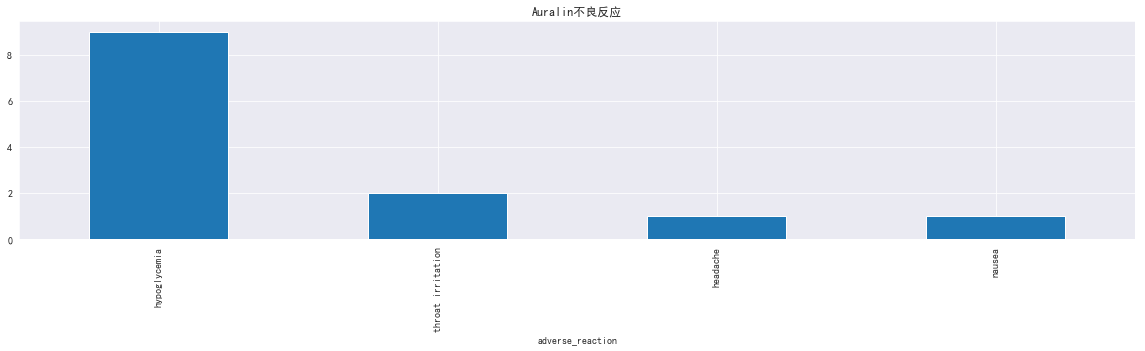 Auralin不良反应
8
6
4
2
0
hypoglycemia
throat irritation
headache
nausea
adverse_reaction